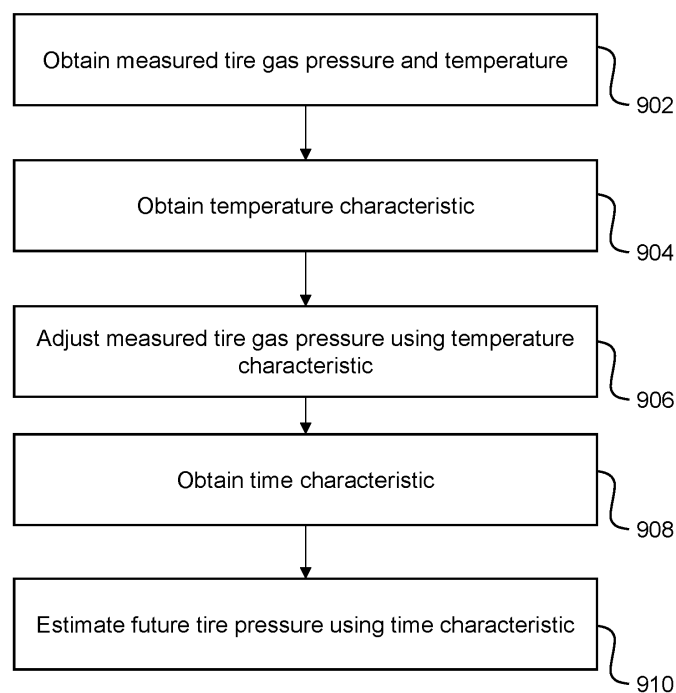 Obtain measured tire gas pressure and temperature
902
Obtain temperature characteristic
904
Adjust measured tire gas pressure using temperature
characteristic
906
Obtain time characteristic
908
Estimate future tire pressure using time characteristic
910